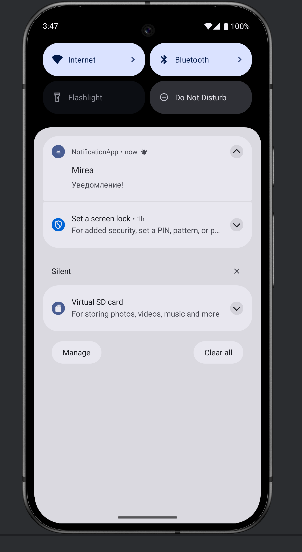 3:47
100%
Internet
Bluetooth
Flashlight
Do Not Disturb
NotificationApp • now
Mirea
Уведомление!
Set a screen lock • 1h
For added security, set a PIN, pattern, or p...
Silent
Virtual SD card
For storing photos, videos, music and more
Manage
Clear all